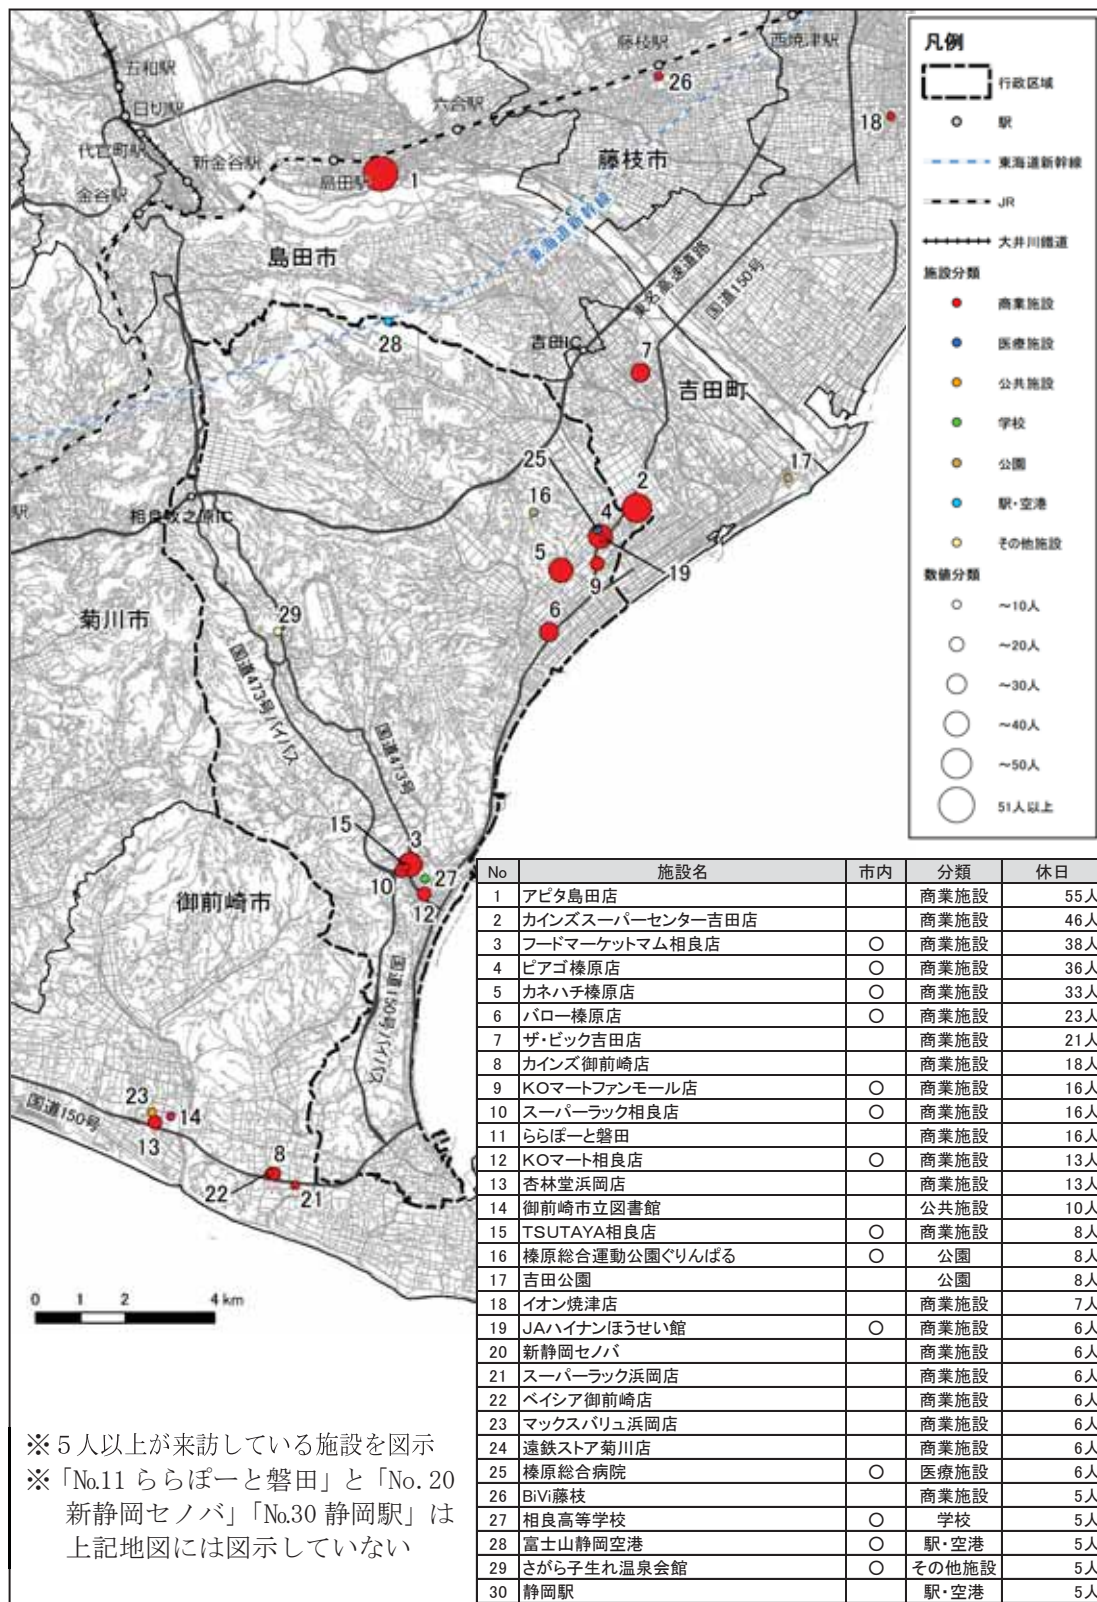 藤枝駅
西焼津駅
五和駅
26
日切駅
六合駅
18
代官町駅
新金谷駅
藤枝市
金谷駅
島田駅
1
島田市
東海道新幹線
東名高速道路
国道150号
28
吉田IC
7
吉田町
25
17
16
2
駅
相良牧之原IC
4
5
19
9
菊川市
29
6
国道473号バイパス
国道473号
15
3
10
27
12
御前崎市
国道150号バイパス
23
14
国道150号
13
8
22
21
0 1 2 4 km
凡例
行政区域
駅
東海道新幹線
JR
大井川鐵道
施設分類
商業施設
医療施設
公共施設
学校
公園
駅・空港
その他施設
数値分類
～10人
～20人
～30人
～40人
～50人
51人以上
No 施設名 市内 分類 休日
1 アピタ島田店 商業施設 55人
2 カインズスーパーセンター吉田店 商業施設 46人
3 フードマーケットマム相良店 ○ 商業施設 38人
4 ピアゴ榛原店 ○ 商業施設 36人
5 カネハチ榛原店 ○ 商業施設 33人
6 バロー榛原店 ○ 商業施設 23人
7 ザ・ビック吉田店 商業施設 21人
8 カインズ御前崎店 商業施設 18人
9 KOマートファンモール店 ○ 商業施設 16人
10 スーパーラック相良店 ○ 商業施設 16人
11 ららぽーと磐田 商業施設 16人
12 KOマート相良店 ○ 商業施設 13人
13 杏林堂浜岡店 商業施設 13人
14 御前崎市立図書館 公共施設 10人
15 TSUTAYA相良店 ○ 商業施設 8人
16 榛原総合運動公園ぐりんぱる ○ 公園 8人
17 吉田公園 公園 8人
18 イオン焼津店 商業施設 7人
19 JAハイナンほうせい館 ○ 商業施設 6人
20 新静岡セノバ 商業施設 6人
21 スーパーラック浜岡店 商業施設 6人
22 ベイシア御前崎店 商業施設 6人
23 マックスバリュ浜岡店 商業施設 6人
24 遠鉄ストア菊川店 商業施設 6人
25 榛原総合病院 ○ 医療施設 6人
26 BiVi藤枝 商業施設 5人
27 相良高等学校 ○ 学校 5人
28 富士山静岡空港 ○ 駅・空港 5人
29 さがら子生れ温泉会館 ○ その他施設 5人
30 静岡駅 駅・空港 5人
※５人以上が来訪している施設を図示
※「No.11 ららぽーと磐田」と「No.20
新静岡セノバ」「No.30 静岡駅」は
上記地図には図示していない